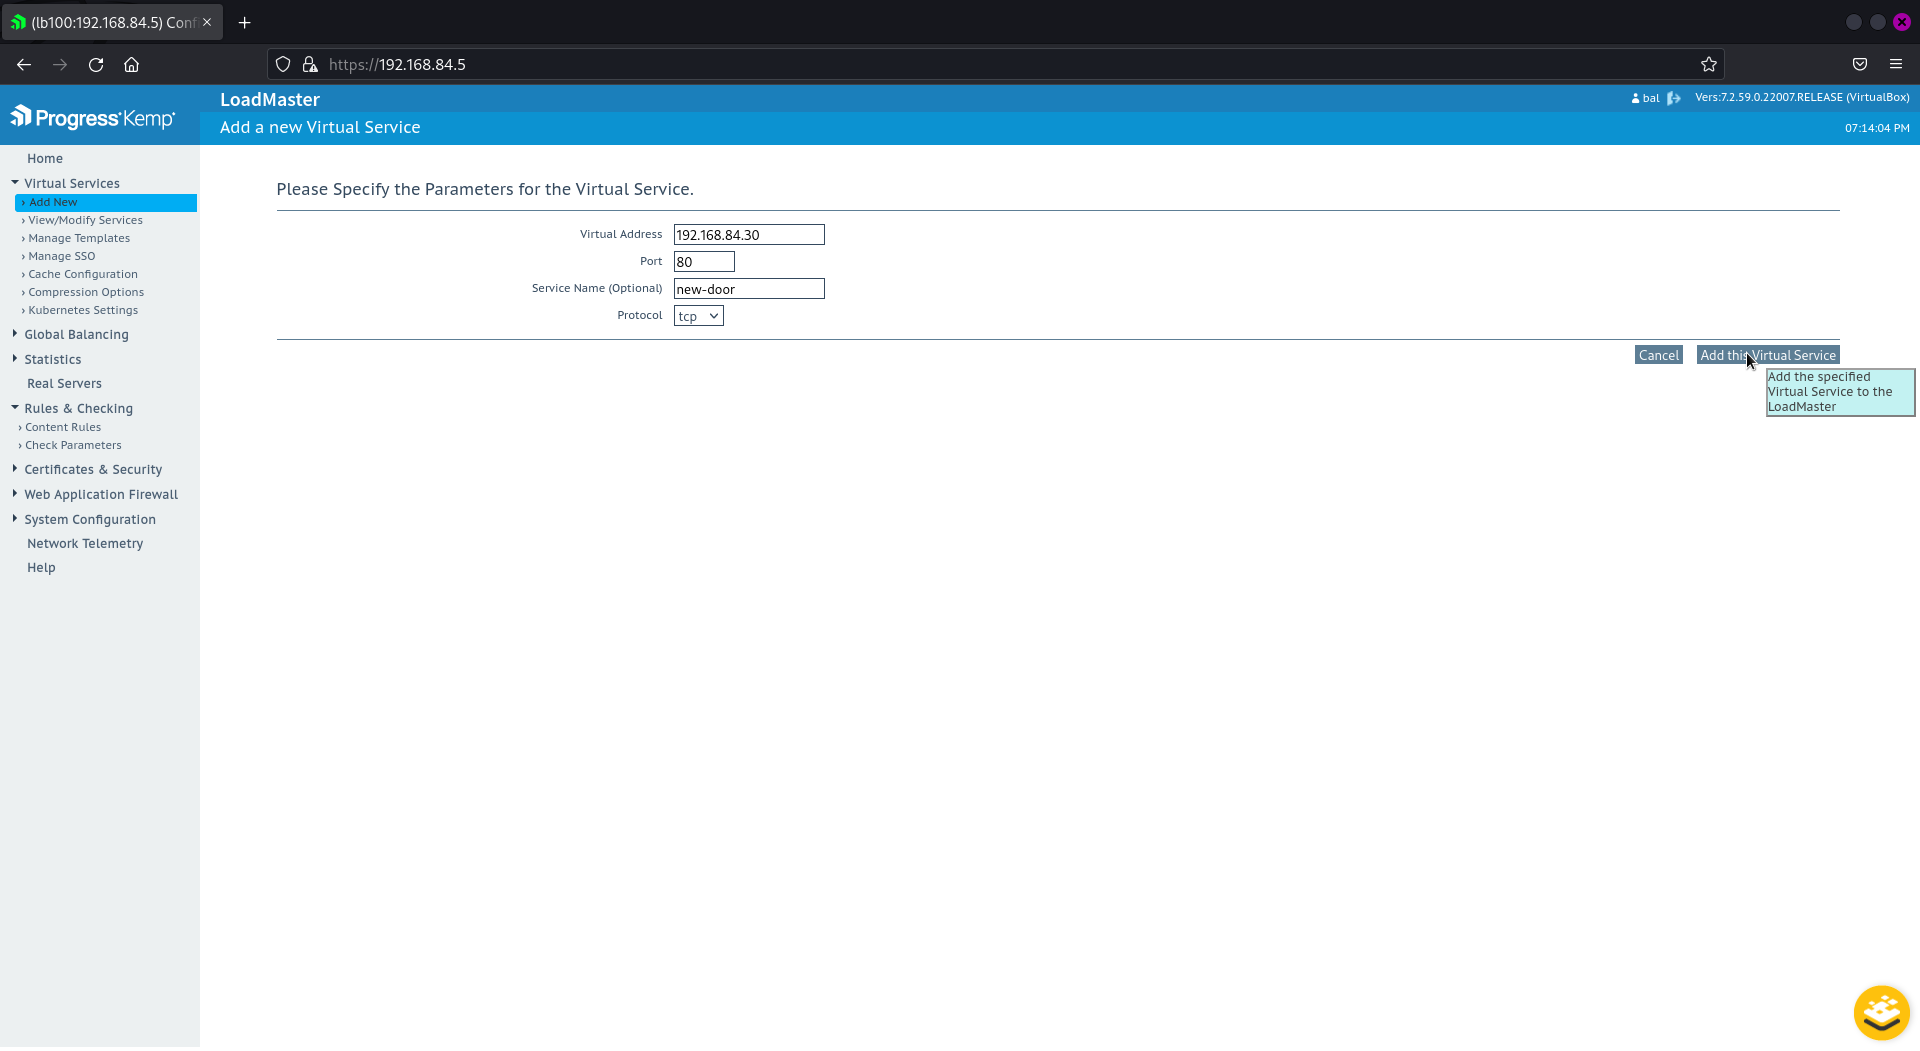 (lb100:192.168.84.5) Conf
https://192.168.84.5
Progress Kemp
LoadMaster
bal
Vers:7.2.59.0.22007.RELEASE (VirtualBox)
Add a new Virtual Service
07:14:04 PM
Home
Virtual Services
› Add New
› View/Modify Services
› Manage Templates
› Manage SSO
› Cache Configuration
› Compression Options
› Kubernetes Settings
Global Balancing
Statistics
Real Servers
Rules & Checking
› Content Rules
› Check Parameters
Certificates & Security
Web Application Firewall
System Configuration
Network Telemetry
Help
Please Specify the Parameters for the Virtual Service.
Virtual Address 192.168.84.30
Port 80
Service Name (Optional) new-door
Protocol tcp
Cancel Add this Virtual Service
Add the specified
Virtual Service to the
LoadMaster